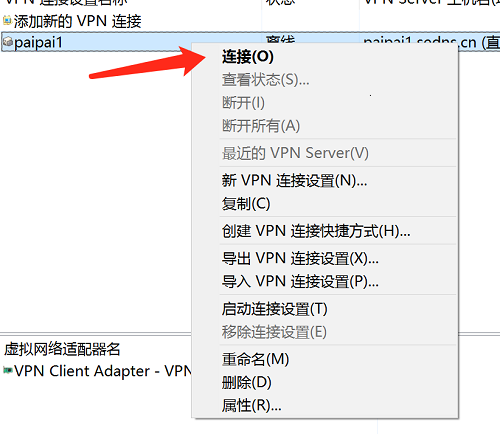 VPN 连接设置名称 状态 VPN Server 主机名(
添加新的 VPN 连接
paipai1 离线 paipai1.sedns.cn (直
连接(O)
查看状态(S)...
断开(I)
断开所有(A)
最近的 VPN Server(V)
新 VPN 连接设置(N)...
复制(C)
创建 VPN 连接快捷方式(H)...
导出 VPN 连接设置(X)...
导入 VPN 连接设置(P)...
启动连接设置(T)
移除连接设置(E)
虚拟网络适配器名
重命名(M)
VPN Client Adapter - VPN
删除(D)
属性(R)...